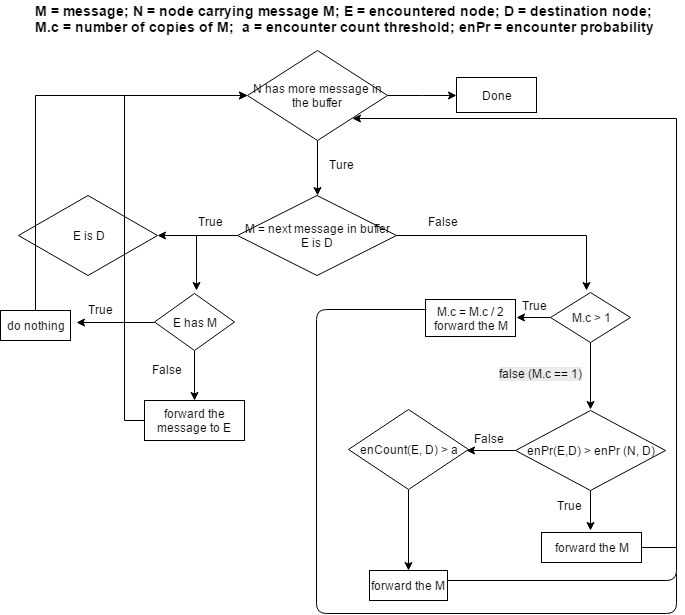 M = message; N = node carrying message M; E = encountered node; D = destination node;
M.c = number of copies of M;  a = encounter count threshold; enPr = encounter probability
N has more message in
the buffer
Done
Ture
True
M = next message in buffer
E is D
False
E is D
do nothing
True
E has M
M.c = M.c / 2
forward the M
True
M.c > 1
False
false (M.c == 1)
forward the
message to E
enCount(E, D) > a
False
enPr(E,D) > enPr (N, D)
True
forward the M
forward the M